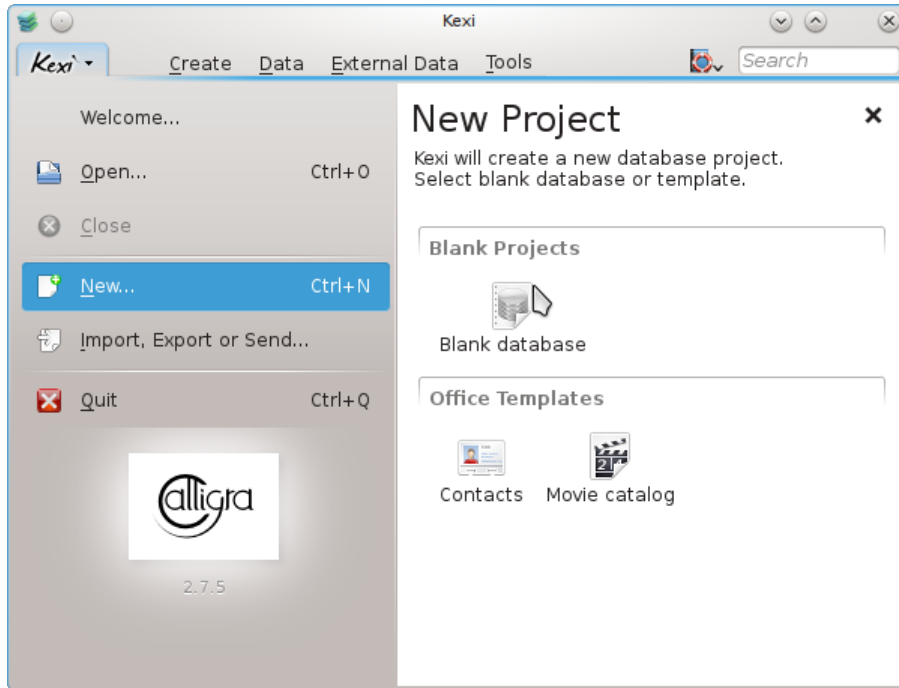 Kexi
Kexi Create Data External Data Tools Search
Welcome...
Open... Ctrl+O
Close
New... Ctrl+N
Import, Export or Send...
Quit Ctrl+Q
Calligra
2.7.5
New Project
Kexi will create a new database project.
Select blank database or template.
Blank Projects
Blank database
Office Templates
Contacts Movie catalog